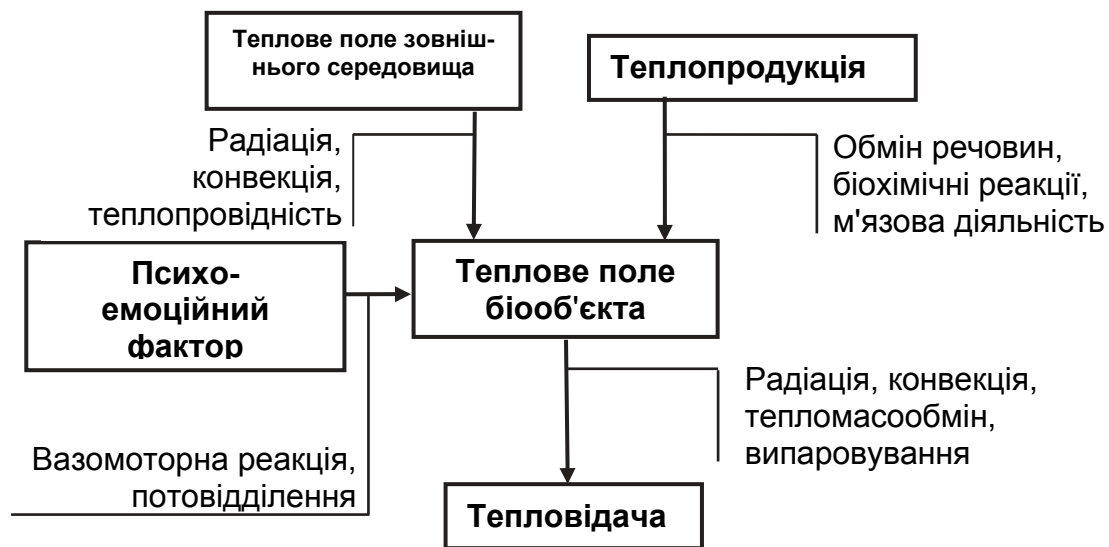 Теплове поле зовніш-
нього середовища
Теплопродукція
Радіація,
конвекція,
теплопровідність
Обмін речовин,
біохімічні реакції,
м'язова діяльність
Психо-
емоційний
фактор
Теплове поле
біооб'єкта
Вазомоторна реакція,
потовідділення
Радіація, конвекція,
тепломасообмін,
випаровування
Тепловідача